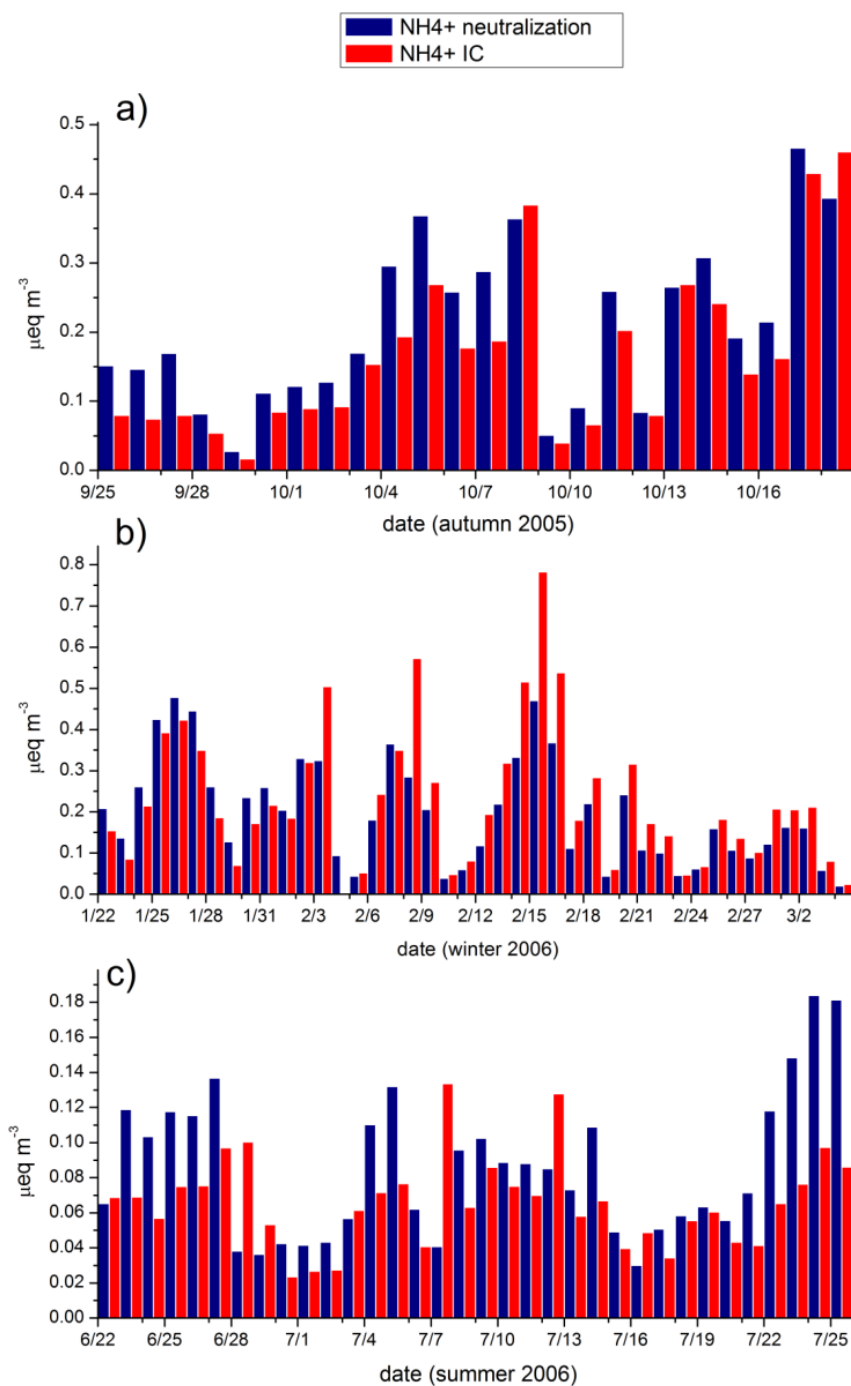 NH4+ neutralization
NH4+ IC
a)
0.5
0.4
0.3
0.2
0.1
0.0
µeq m⁻³
9/25 9/28 10/1 10/4 10/7 10/10 10/13 10/16
date (autumn 2005)
b)
0.8
0.7
0.6
0.5
0.4
0.3
0.2
0.1
0.0
µeq m⁻³
1/22 1/25 1/28 1/31 2/3 2/6 2/9 2/12 2/15 2/18 2/21 2/24 2/27 3/2
date (winter 2006)
c)
0.18
0.16
0.14
0.12
0.10
0.08
0.06
0.04
0.02
0.00
µeq m⁻³
6/22 6/25 6/28 7/1 7/4 7/7 7/10 7/13 7/16 7/19 7/22 7/25
date (summer 2006)